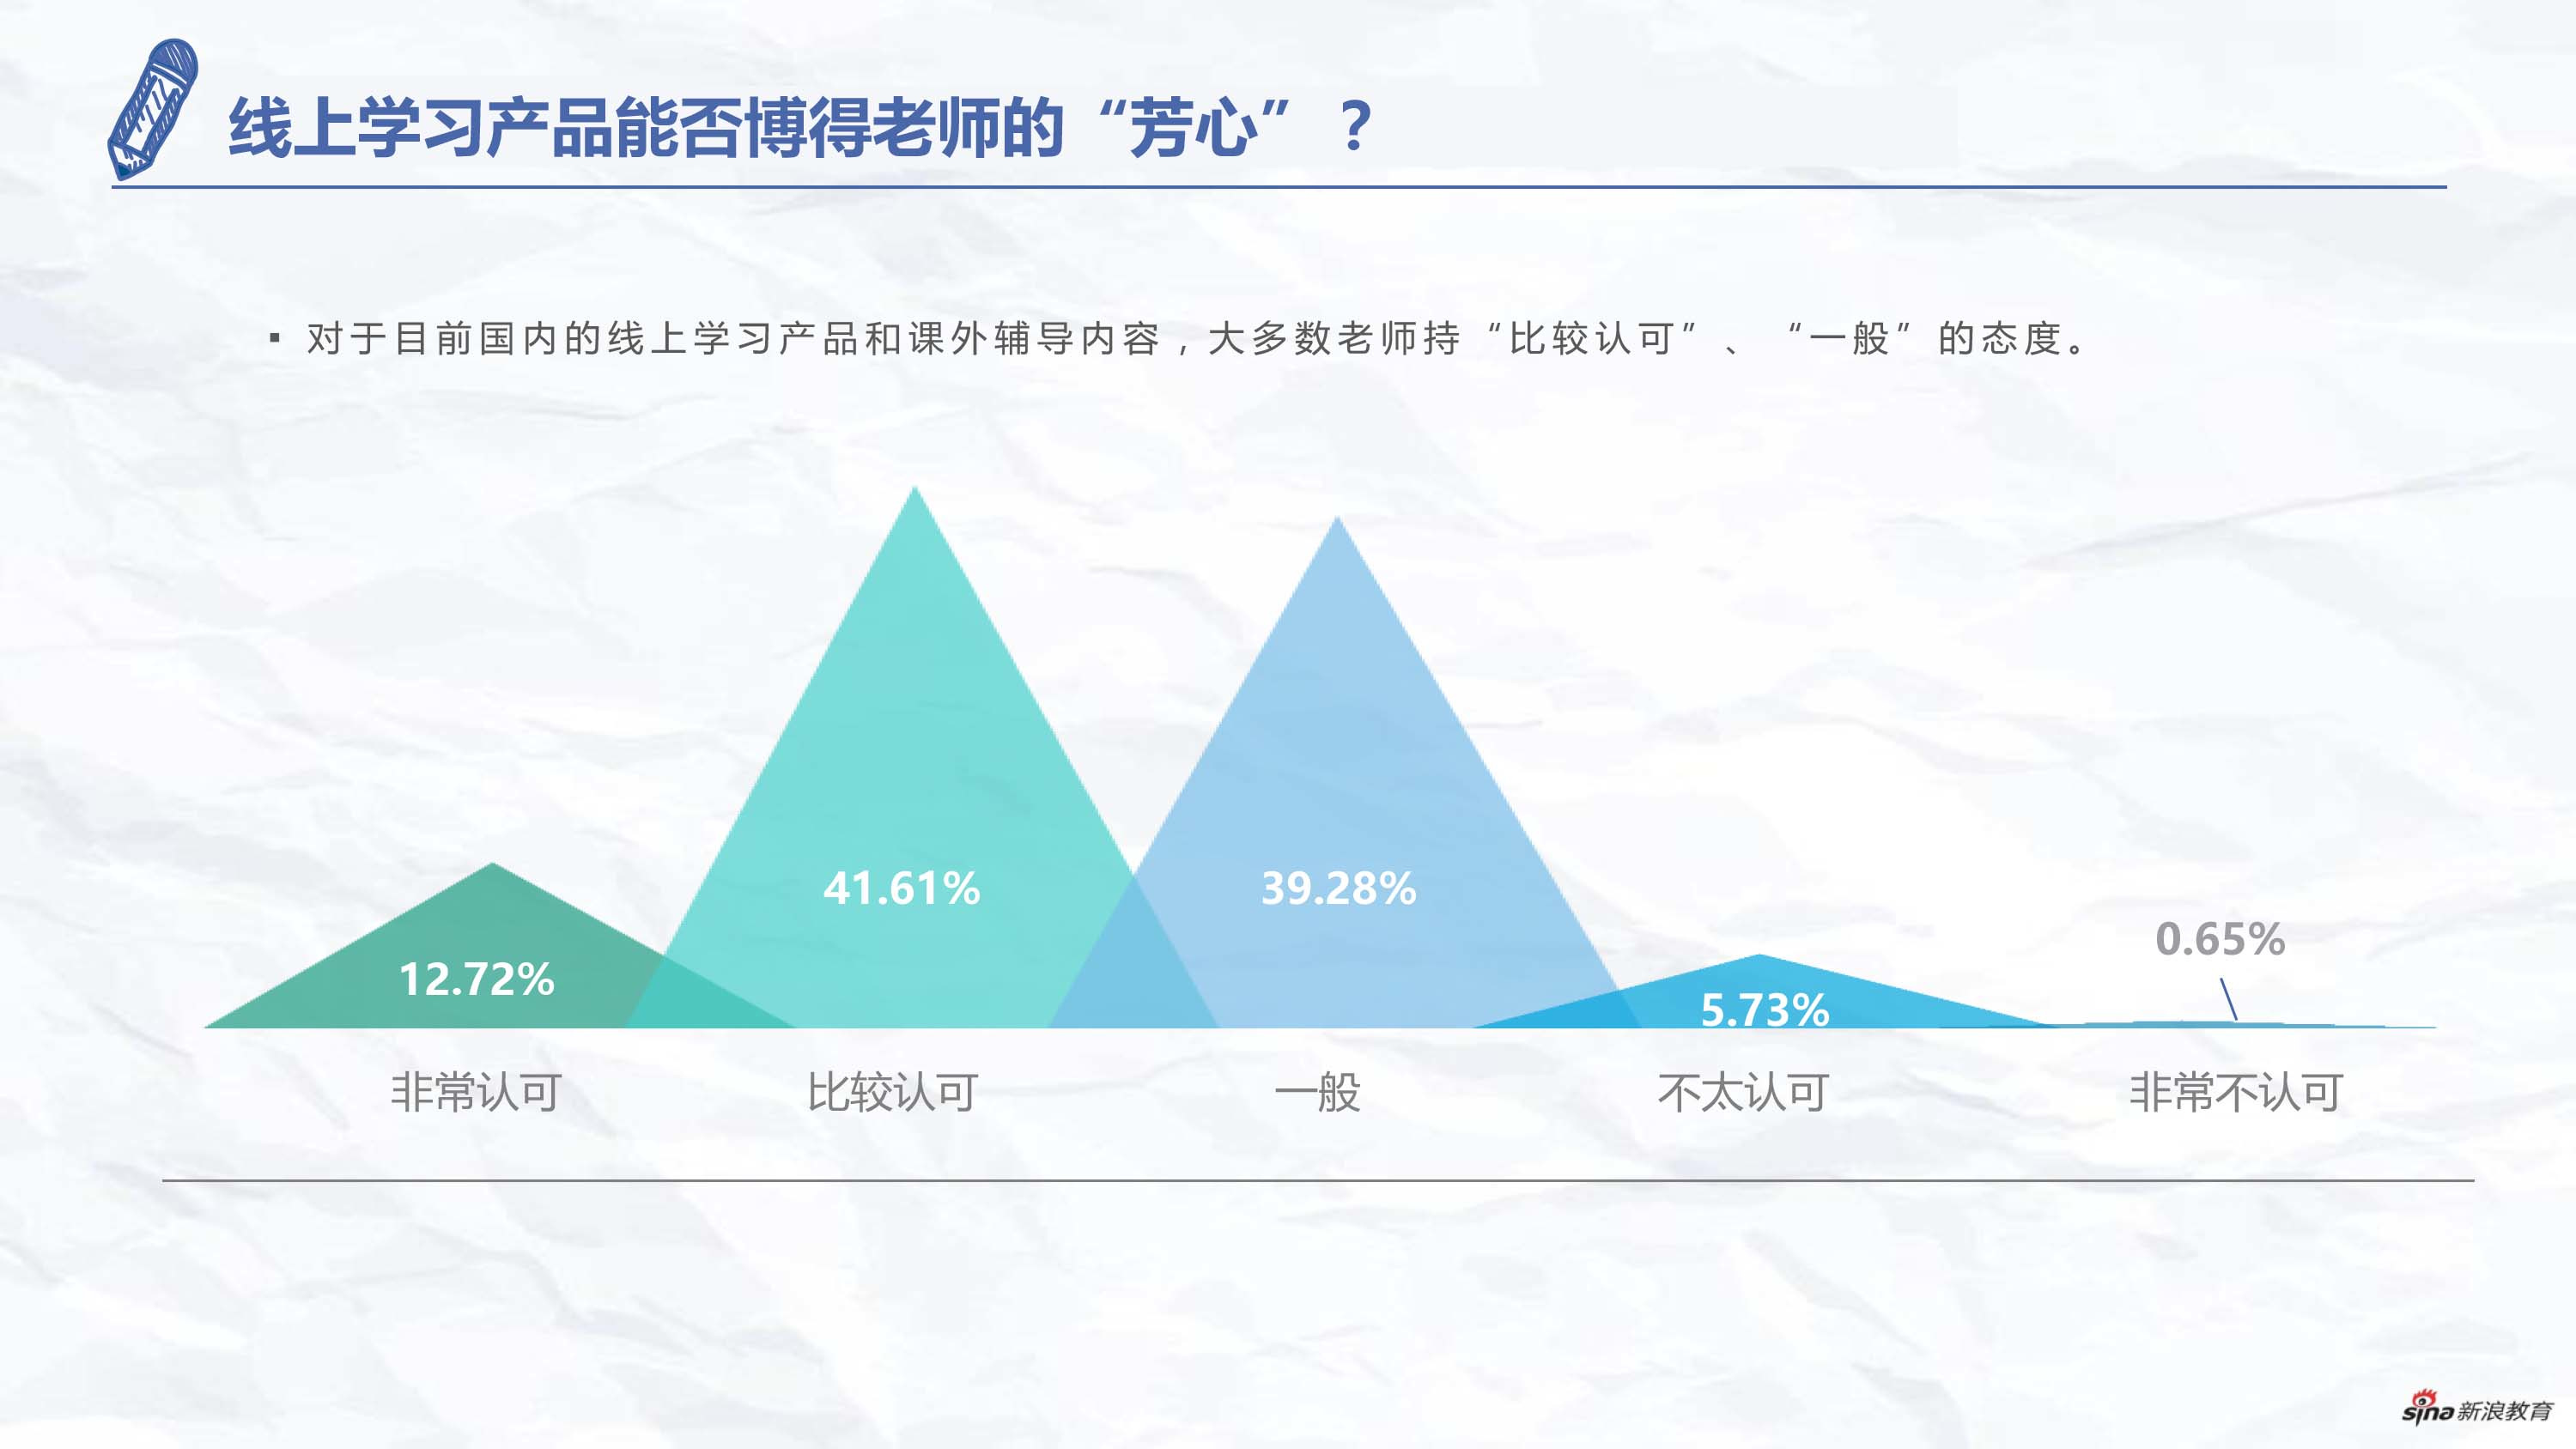 线上学习产品能否博得老师的“芳心”？
▪ 对于目前国内的线上学习产品和课外辅导内容，大多数老师持“比较认可”、“一般”的态度。
41.61%
39.28%
0.65%
12.72%
5.73%
非常认可
比较认可
一般
不太认可
非常不认可
sina新浪教育